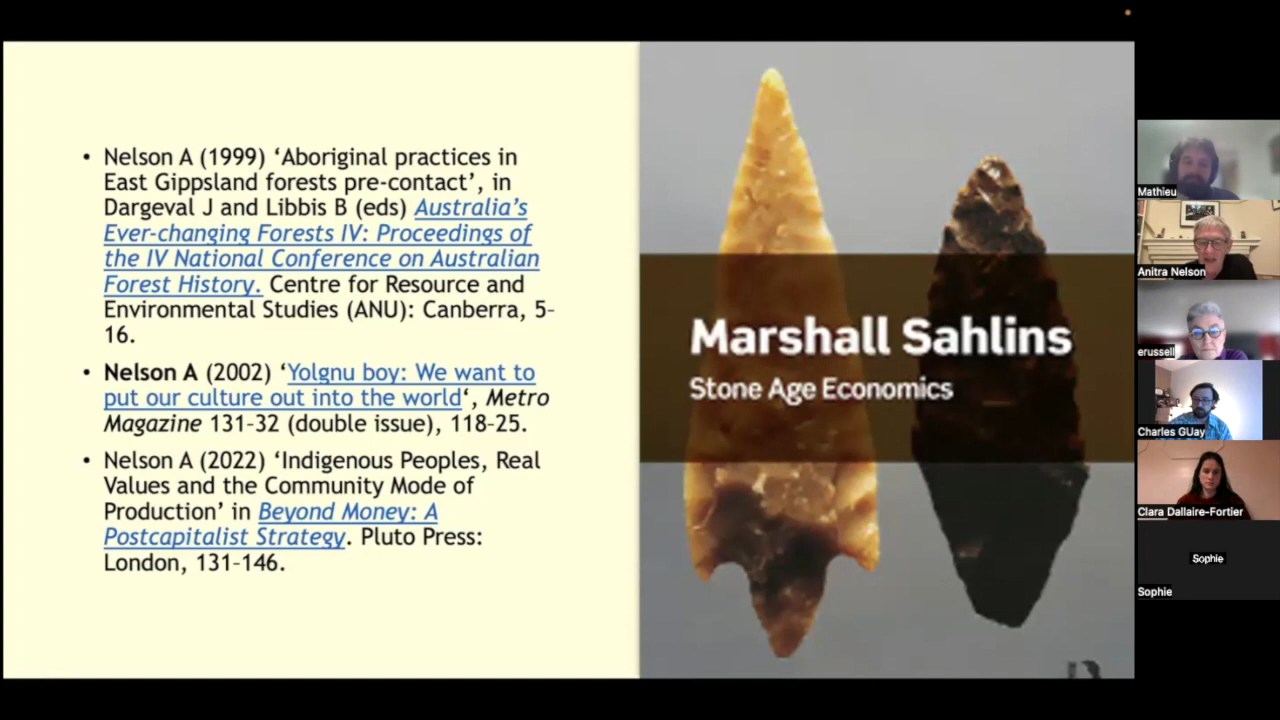 • Nelson A (1999) ‘Aboriginal practices in
East Gippsland forests pre-contact’, in
Dargeval J and Libbis B (eds) Australia’s
Ever-changing Forests IV: Proceedings of
the IV National Conference on Australian
Forest History. Centre for Resource and
Environmental Studies (ANU): Canberra, 5–
16.
• Nelson A (2002) ‘Yolgnu boy: We want to
put our culture out into the world‘, Metro
Magazine 131–32 (double issue), 118–25.
• Nelson A (2022) ‘Indigenous Peoples, Real
Values and the Community Mode of
Production’ in Beyond Money: A
Postcapitalist Strategy. Pluto Press:
London, 131–146.
Marshall Sahlins
Stone Age Economics
Mathieu
Anitra Nelson
erussell
Charles GUay
Clara Dallaire-Fortier
Sophie
Sophie